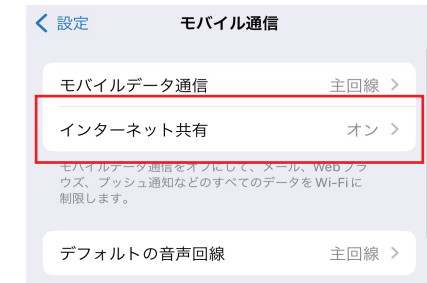 設定
モバイル通信
モバイルデータ通信 主回線
インターネット共有 オン
モバイルデータ通信をオフにして、メール、Webブラ
ウズ、プッシュ通知などのすべてのデータをWi-Fiに
制限します。
デフォルトの音声回線 主回線